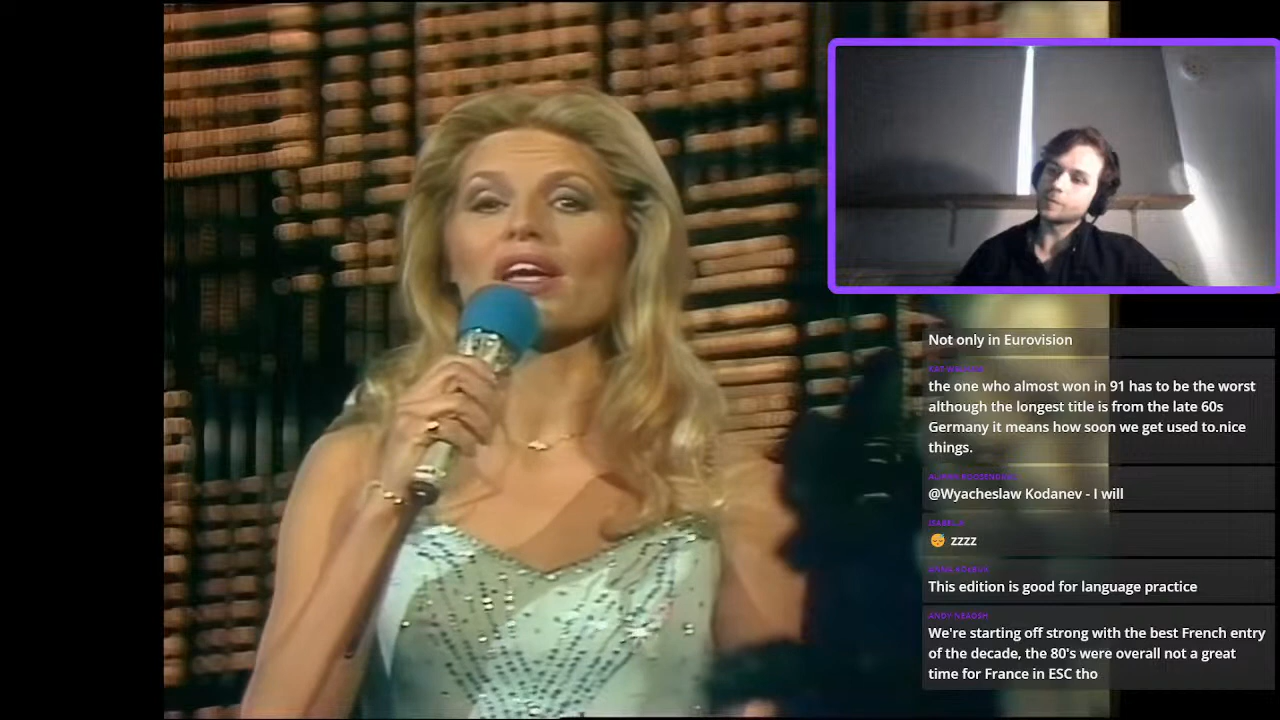 Not only in Eurovision
the one who almost won in 91 has to be the worst
although the longest title is from the late 60s
Germany it means how soon we get used to.nice
things.
@Wyacheslaw Kodanev - I will
ISABELA
😴 zzzz
This edition is good for language practice
ANDY NEAOSH
We're starting off strong with the best French entry
of the decade, the 80's were overall not a great
time for France in ESC tho